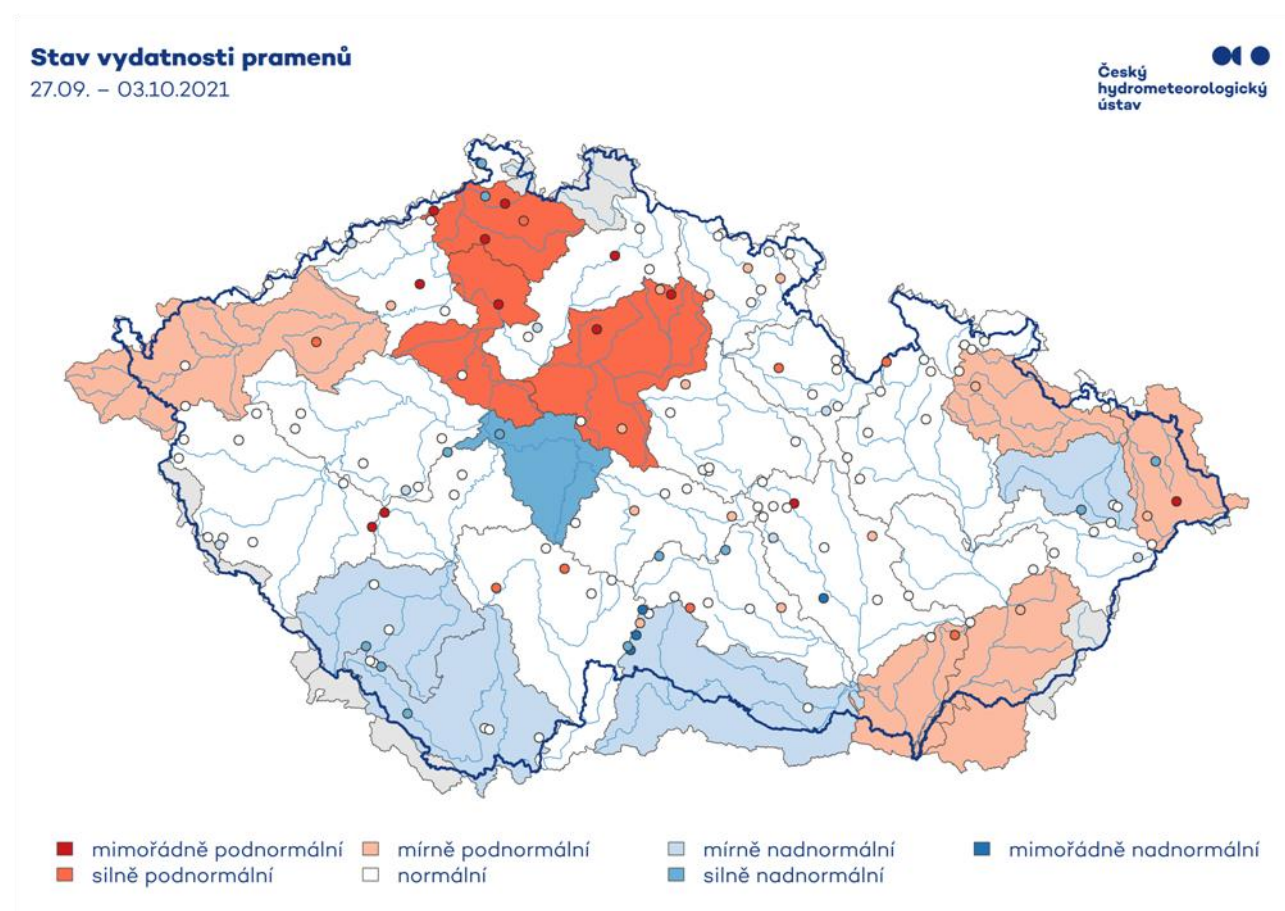 Stav vydatnosti pramenů
27.09. – 03.10.2021
Český
hydrometeorologický
ústav
mimořádně podnormální
mírně podnormální
mírně nadnormální
mimořádně nadnormální
silně podnormální
normální
silně nadnormální